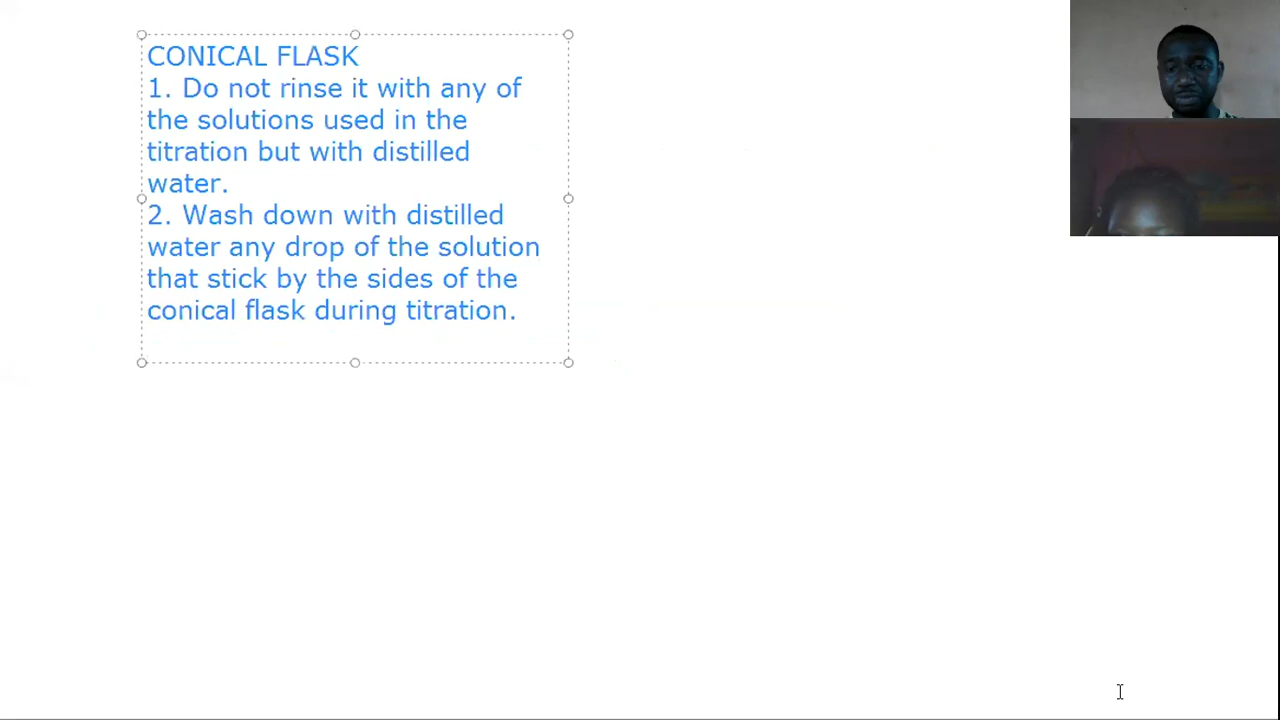 CONICAL FLASK
1. Do not rinse it with any of
the solutions used in the
titration but with distilled
water.
2. Wash down with distilled
water any drop of the solution
that stick by the sides of the
conical flask during titration.